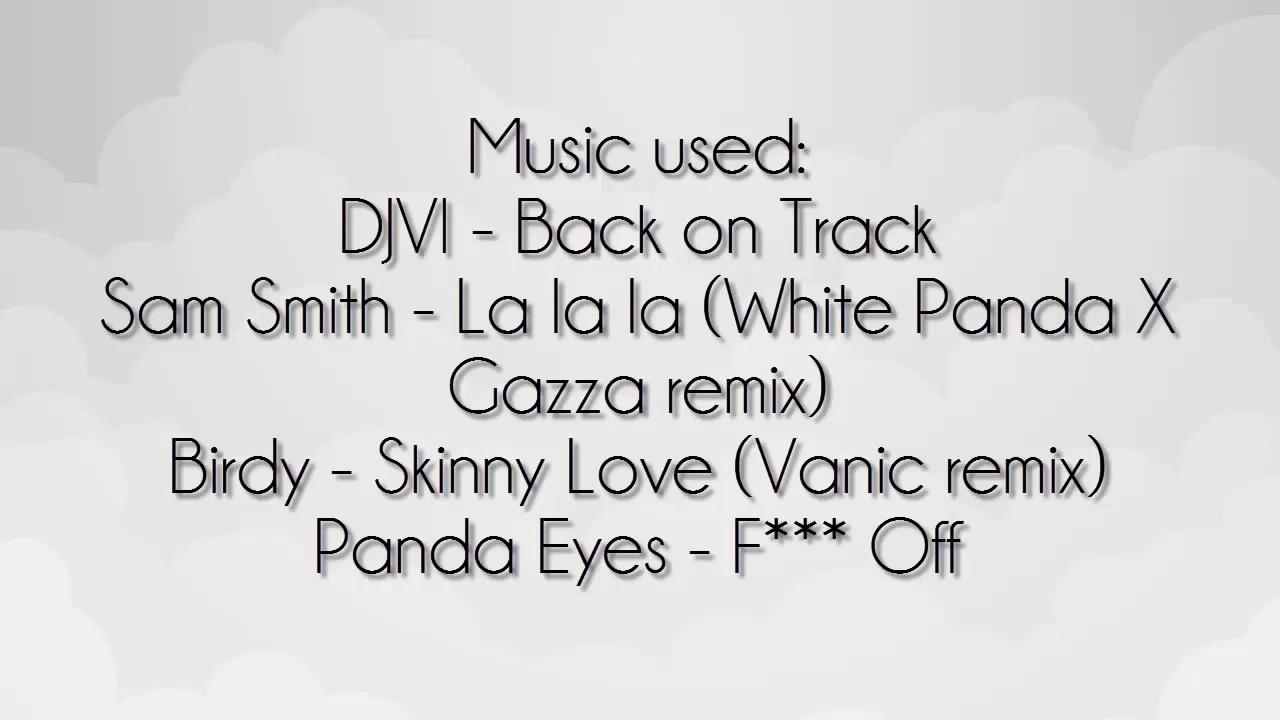 Music used:
DJVI - Back on Track
Sam Smith - La la la (White Panda X
Gazza remix)
Birdy - Skinny Love (Vanic remix)
Panda Eyes - F*** Off